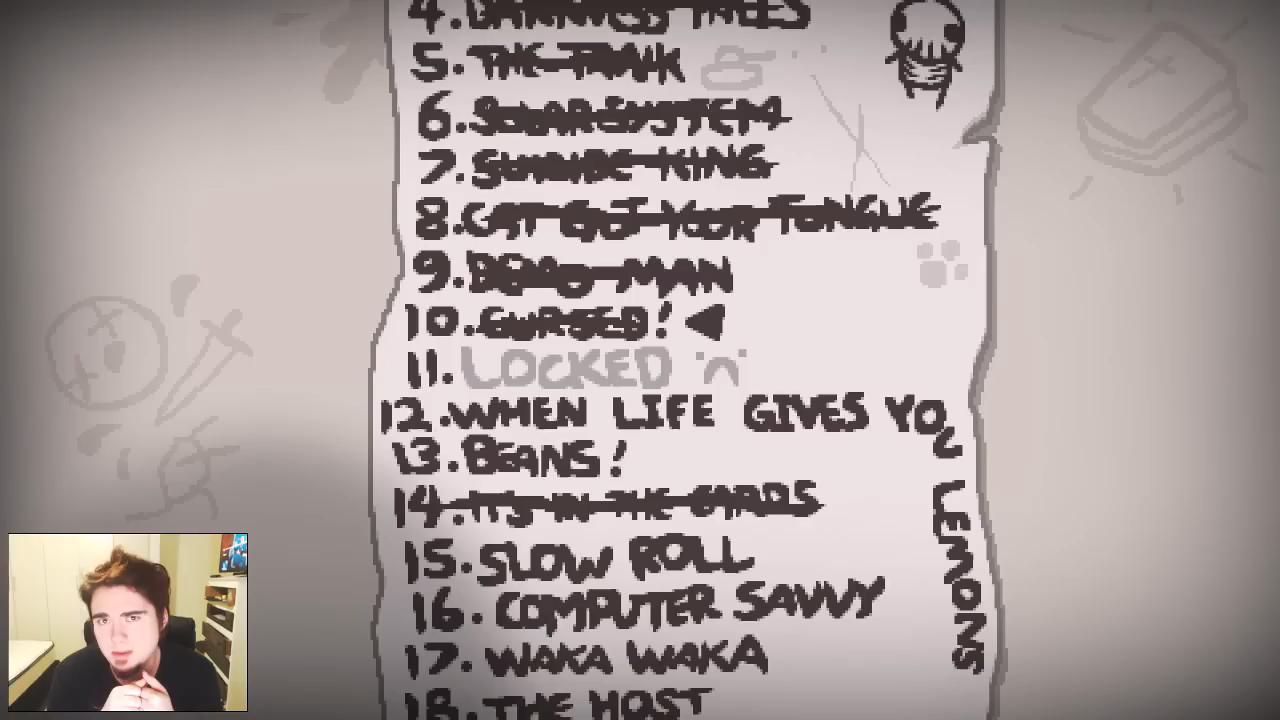 4. DARKNESS TREES
5. THE TANK
6. SOLAR SYSTEM
7. SUICIDE KING
8. CAT GOT YOUR TONGUE
9. DEAD MAN
10. CURSED!
11. LOCKED
12. WHEN LIFE GIVES YOU LEMONS
13. BEANS!
14. IT'S IN THE CARDS
15. SLOW ROLL
16. COMPUTER SAVVY
17. WAKA WAKA
18. THE HOST